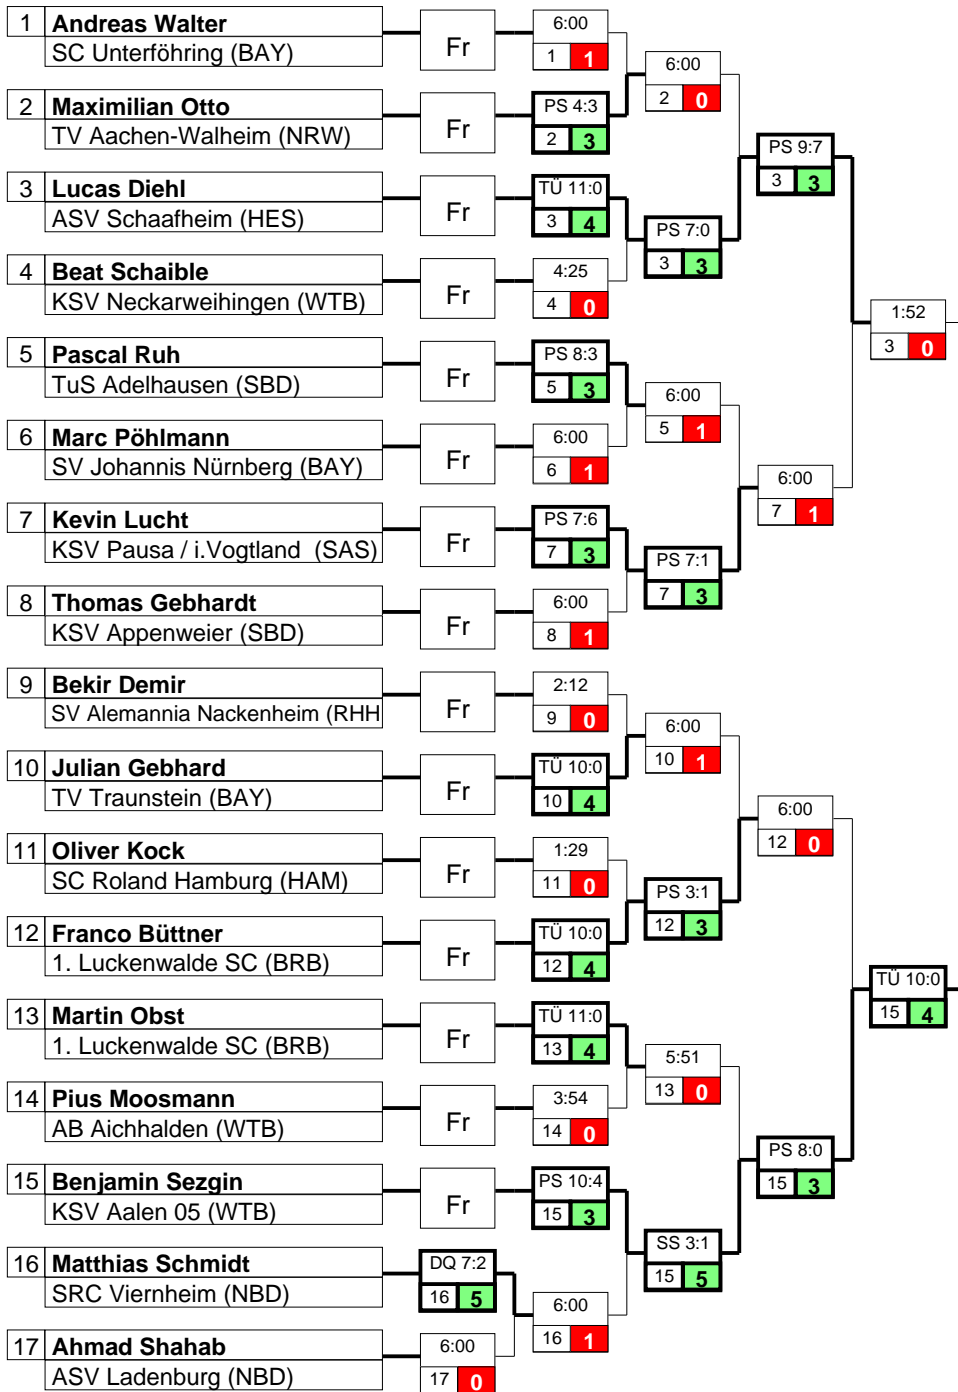 1 Andreas Walter
SC Unterföhring (BAY)
Fr
6:00
1 1
6:00
2 0
2 Maximilian Otto
TV Aachen-Walheim (NRW)
Fr
PS 4:3
2 3
PS 9:7
3 3
3 Lucas Diehl
ASV Schaafheim (HES)
Fr
TÜ 11:0
3 4
PS 7:0
3 3
4 Beat Schaible
KSV Neckarweihingen (WTB)
Fr
4:25
4 0
1:52
3 0
5 Pascal Ruh
TuS Adelhausen (SBD)
Fr
PS 8:3
5 3
6:00
5 1
6 Marc Pöhlmann
SV Johannis Nürnberg (BAY)
Fr
6:00
6 1
6:00
7 1
7 Kevin Lucht
KSV Pausa / i.Vogtland (SAS)
Fr
PS 7:6
7 3
PS 7:1
7 3
8 Thomas Gebhardt
KSV Appenweier (SBD)
Fr
6:00
8 1
9 Bekir Demir
SV Alemannia Nackenheim (RHH
Fr
2:12
9 0
6:00
10 1
10 Julian Gebhard
TV Traunstein (BAY)
Fr
TÜ 10:0
10 4
6:00
12 0
11 Oliver Kock
SC Roland Hamburg (HAM)
Fr
1:29
11 0
PS 3:1
12 3
12 Franco Büttner
1. Luckenwalde SC (BRB)
Fr
TÜ 10:0
12 4
TÜ 10:0
15 4
13 Martin Obst
1. Luckenwalde SC (BRB)
Fr
TÜ 11:0
13 4
5:51
13 0
14 Pius Moosmann
AB Aichhalden (WTB)
Fr
3:54
14 0
PS 8:0
15 3
15 Benjamin Sezgin
KSV Aalen 05 (WTB)
Fr
PS 10:4
15 3
SS 3:1
15 5
16 Matthias Schmidt
SRC Viernheim (NBD)
DQ 7:2
16 5
6:00
16 1
17 Ahmad Shahab
ASV Ladenburg (NBD)
6:00
17 0